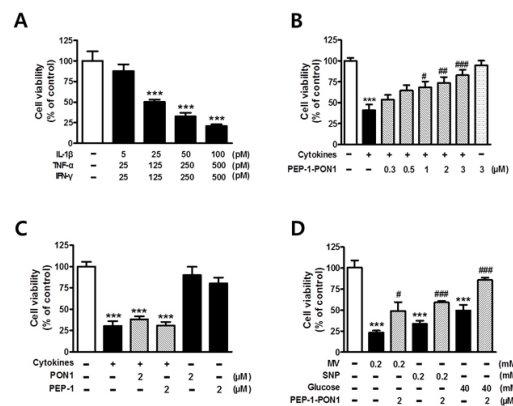 A
125
100
75
50
25
0
Cell viability
(% of control)
***
***
***
IL-1β – 5 25 50 100 (pM)
TNF-α – 25 125 250 500 (pM)
IFN-γ – 25 125 250 500 (pM)
B
125
100
75
50
25
0
Cell viability
(% of control)
***
#
##
###
Cytokines – + + + + + + –
PEP-1-PON1 – – 0.3 0.5 1 2 3 3 (μM)
C
125
100
75
50
25
0
Cell viability
(% of control)
***
***
***
Cytokines – + + + – –
PON1 – – 2 – 2 – (μM)
PEP-1 – – – 2 – 2 (μM)
D
125
100
75
50
25
0
Cell viability
(% of control)
***
#
***
###
***
###
MV – 0.2 0.2 – – – – (mM
SNP – – – 0.2 0.2 – – (mM
Glucose – – – – – 40 40 (mM
PEP-1-PON1 – – 2 – 2 – 2 (μM